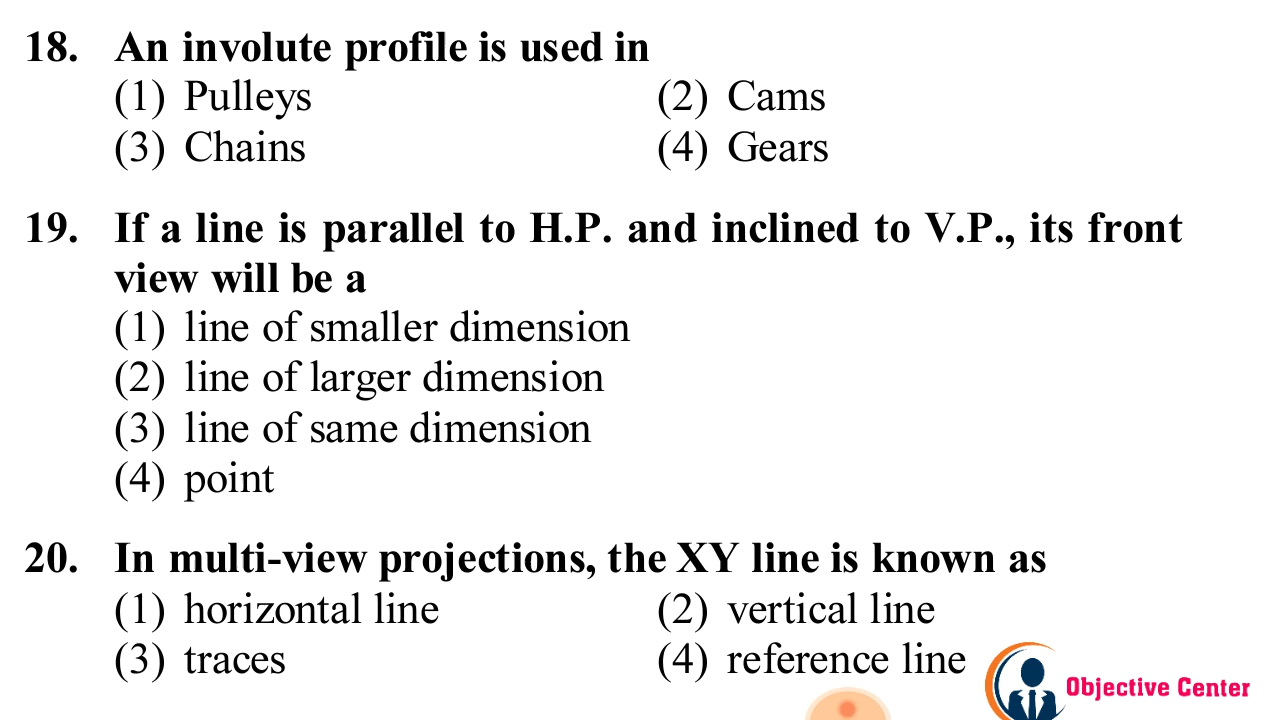 18. An involute profile is used in
(1) Pulleys (2) Cams
(3) Chains (4) Gears
19. If a line is parallel to H.P. and inclined to V.P., its front
view will be a
(1) line of smaller dimension
(2) line of larger dimension
(3) line of same dimension
(4) point
20. In multi-view projections, the XY line is known as
(1) horizontal line (2) vertical line
(3) traces (4) reference line
Objective Center